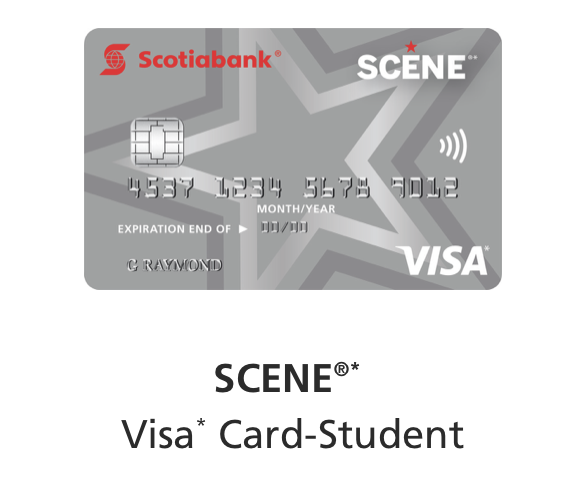 Scotiabank®
SCENE®*
4537 1234 5678 9012
MONTH/YEAR
EXPIRATION END OF ▶ 00/00
G RAYMOND
VISA*
SCENE®*
Visa* Card-Student